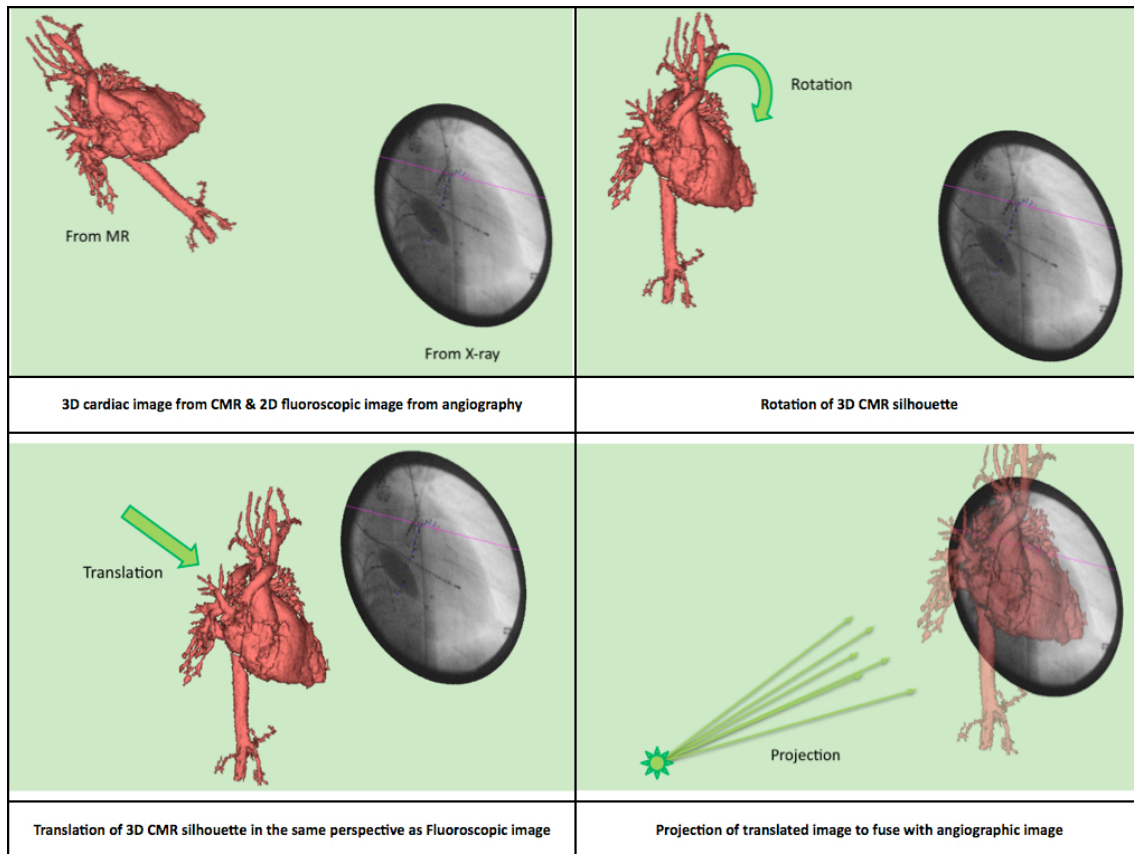 From MR
From X-ray
3D cardiac image from CMR & 2D fluoroscopic image from angiography
Rotation
Rotation of 3D CMR silhouette
Translation
Translation of 3D CMR silhouette in the same perspective as Fluoroscopic image
Projection
Projection of translated image to fuse with angiographic image